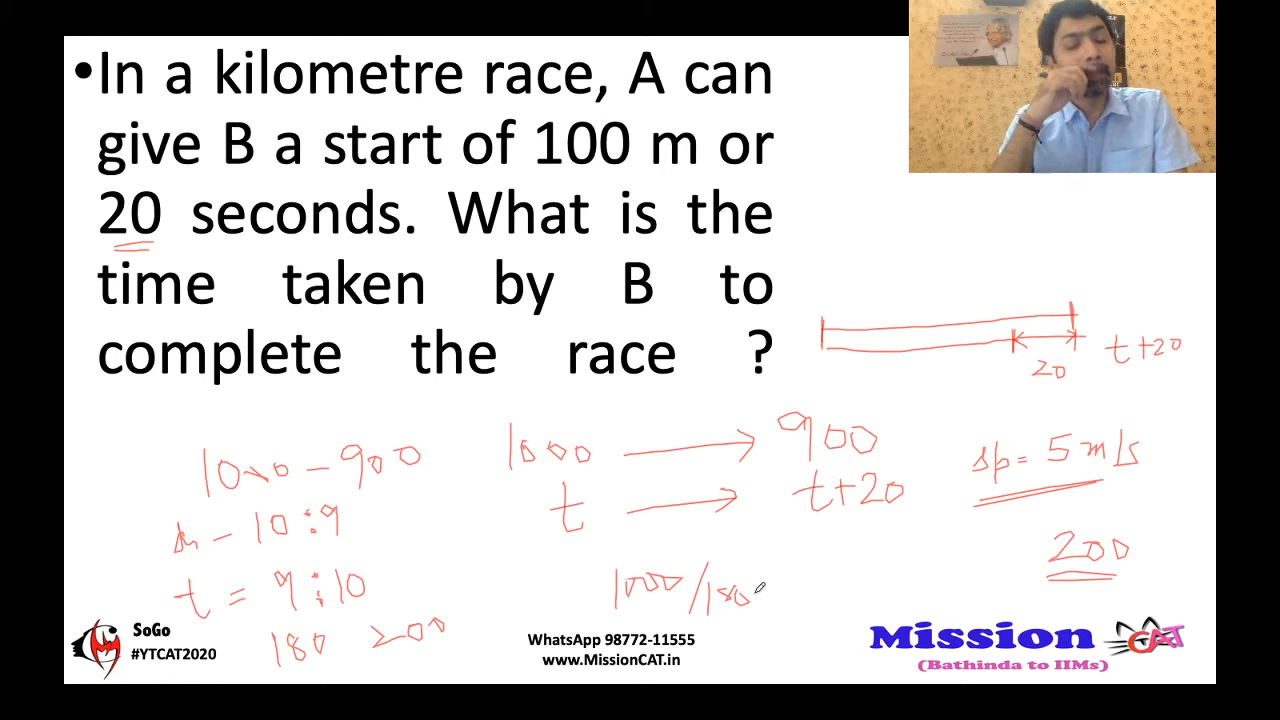 •In a kilometre race, A can
give B a start of 100 m or
20 seconds. What is the
time taken by B to
complete the race ?
20
t+20
1000 - 900
1000 → 900
sp = 5 m/s
t → t+20
10:9
200
t = 9:10
1000/180
180 200
SoGo
#YTCAT2020
WhatsApp 98772-11555
www.MissionCAT.in
Mission
CAT
(Bathinda to IIMs)